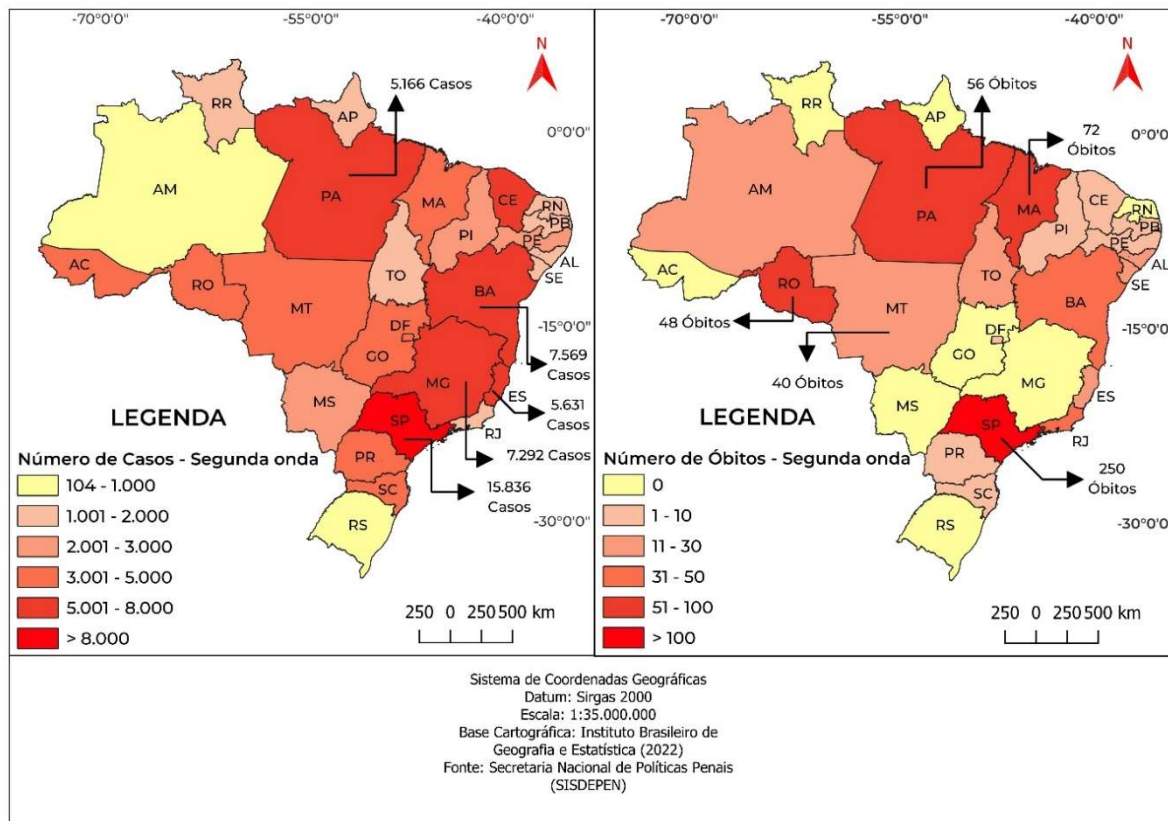 -70°0'0"
-55°0'0"
-40°0'0"
N
5.166 Casos
RR
AP
0°0'0"
AM
PA
MA
CE
RN
PB
PI
PE
AL
SE
AC
RO
TO
BA
MT
-15°0'0"
DF
GO
7.569
Casos
MG
ES
5.631
Casos
MS
SP
RJ
7.292 Casos
PR
15.836
Casos
SC
RS
-30°0'0"
LEGENDA
Número de Casos - Segunda onda
104 - 1.000
1.001 - 2.000
2.001 - 3.000
3.001 - 5.000
5.001 - 8.000
> 8.000
250 0 250 500 km
-70°0'0"
-55°0'0"
-40°0'0"
N
56 Óbitos
72
Óbitos
RR
AP
0°0'0"
AM
PA
MA
CE
RN
PB
PI
PE
AL
SE
AC
RO
TO
BA
MT
-15°0'0"
48 Óbitos
DF
GO
40 Óbitos
MG
ES
MS
SP
RJ
PR
250
Óbitos
SC
RS
-30°0'0"
LEGENDA
Número de Óbitos - Segunda onda
0
1 - 10
11 - 30
31 - 50
51 - 100
> 100
250 0 250 500 km
Sistema de Coordenadas Geográficas
Datum: Sirgas 2000
Escala: 1:35.000.000
Base Cartográfica: Instituto Brasileiro de
Geografia e Estatística (2022)
Fonte: Secretaria Nacional de Políticas Penais
(SISDEPEN)